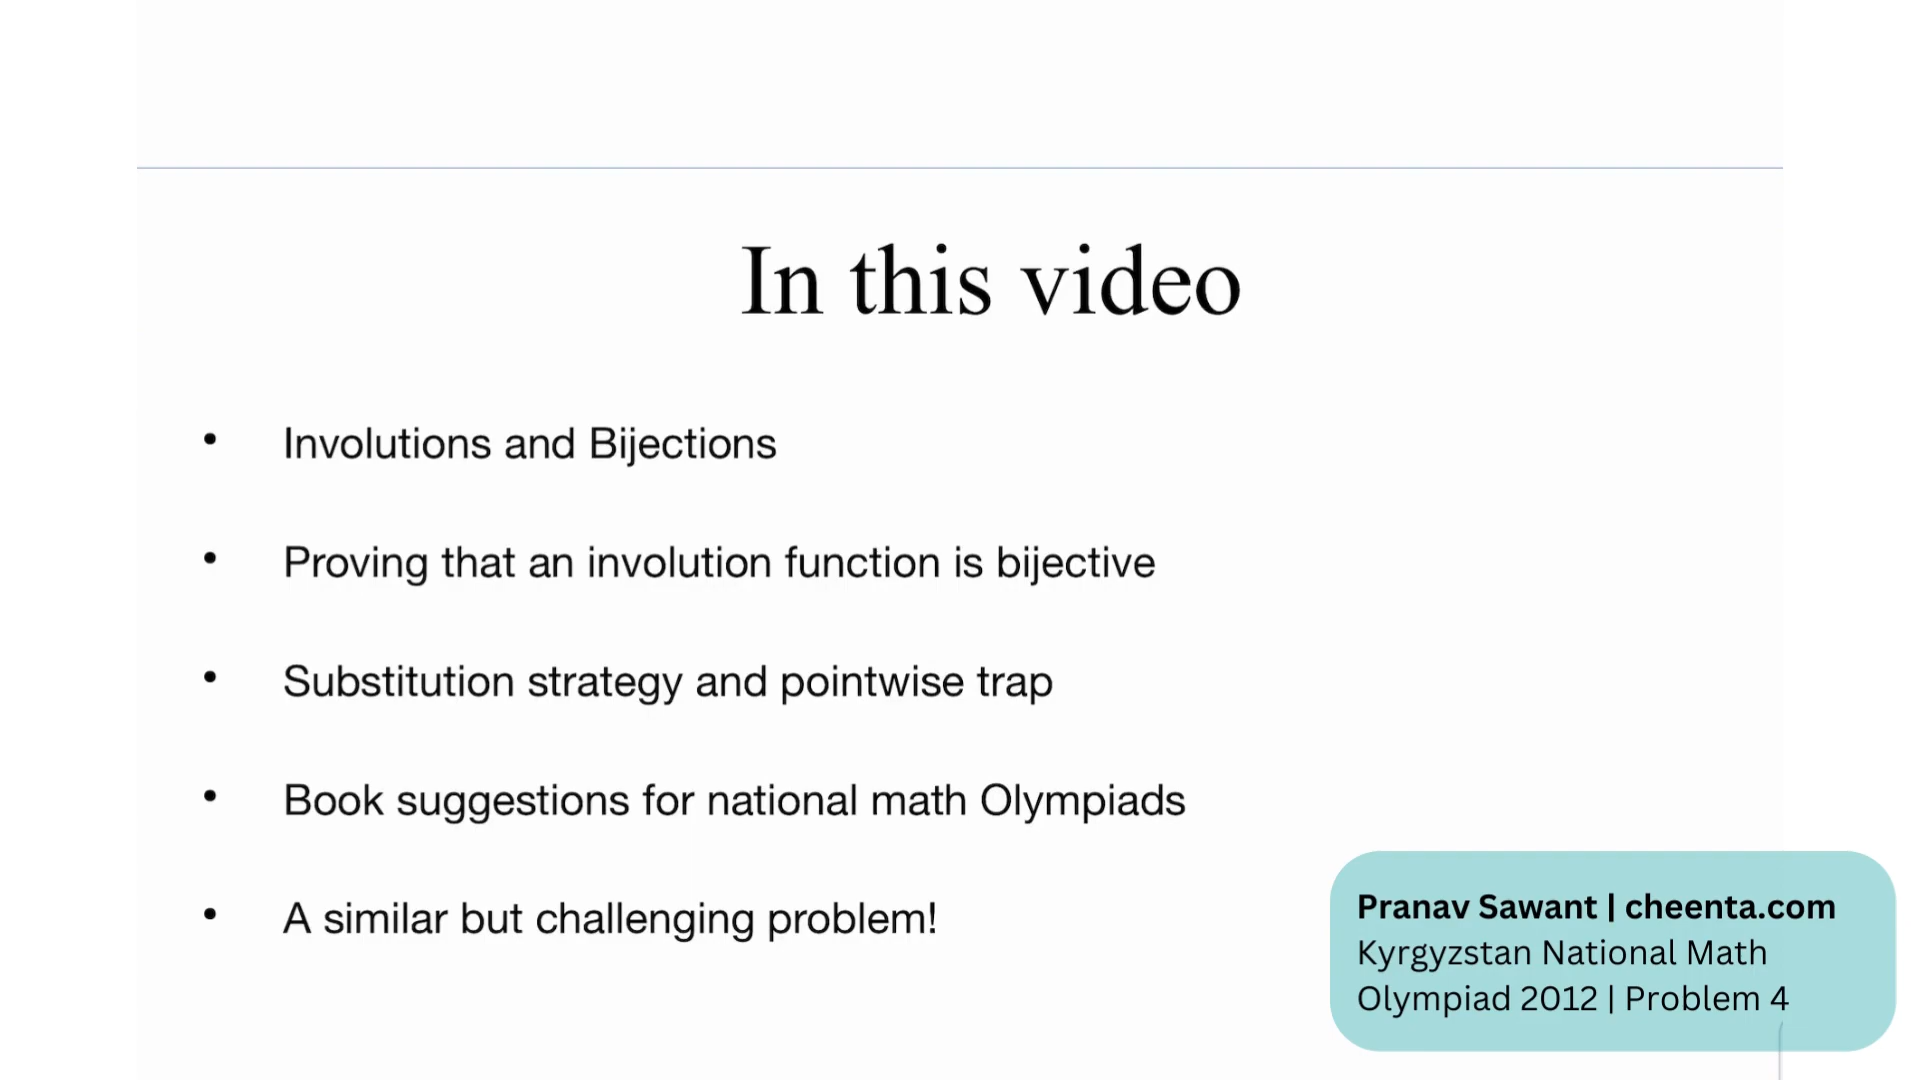 In this video
• Involutions and Bijections
• Proving that an involution function is bijective
• Substitution strategy and pointwise trap
• Book suggestions for national math Olympiads
• A similar but challenging problem!
Pranav Sawant | cheenta.com
Kyrgyzstan National Math
Olympiad 2012 | Problem 4